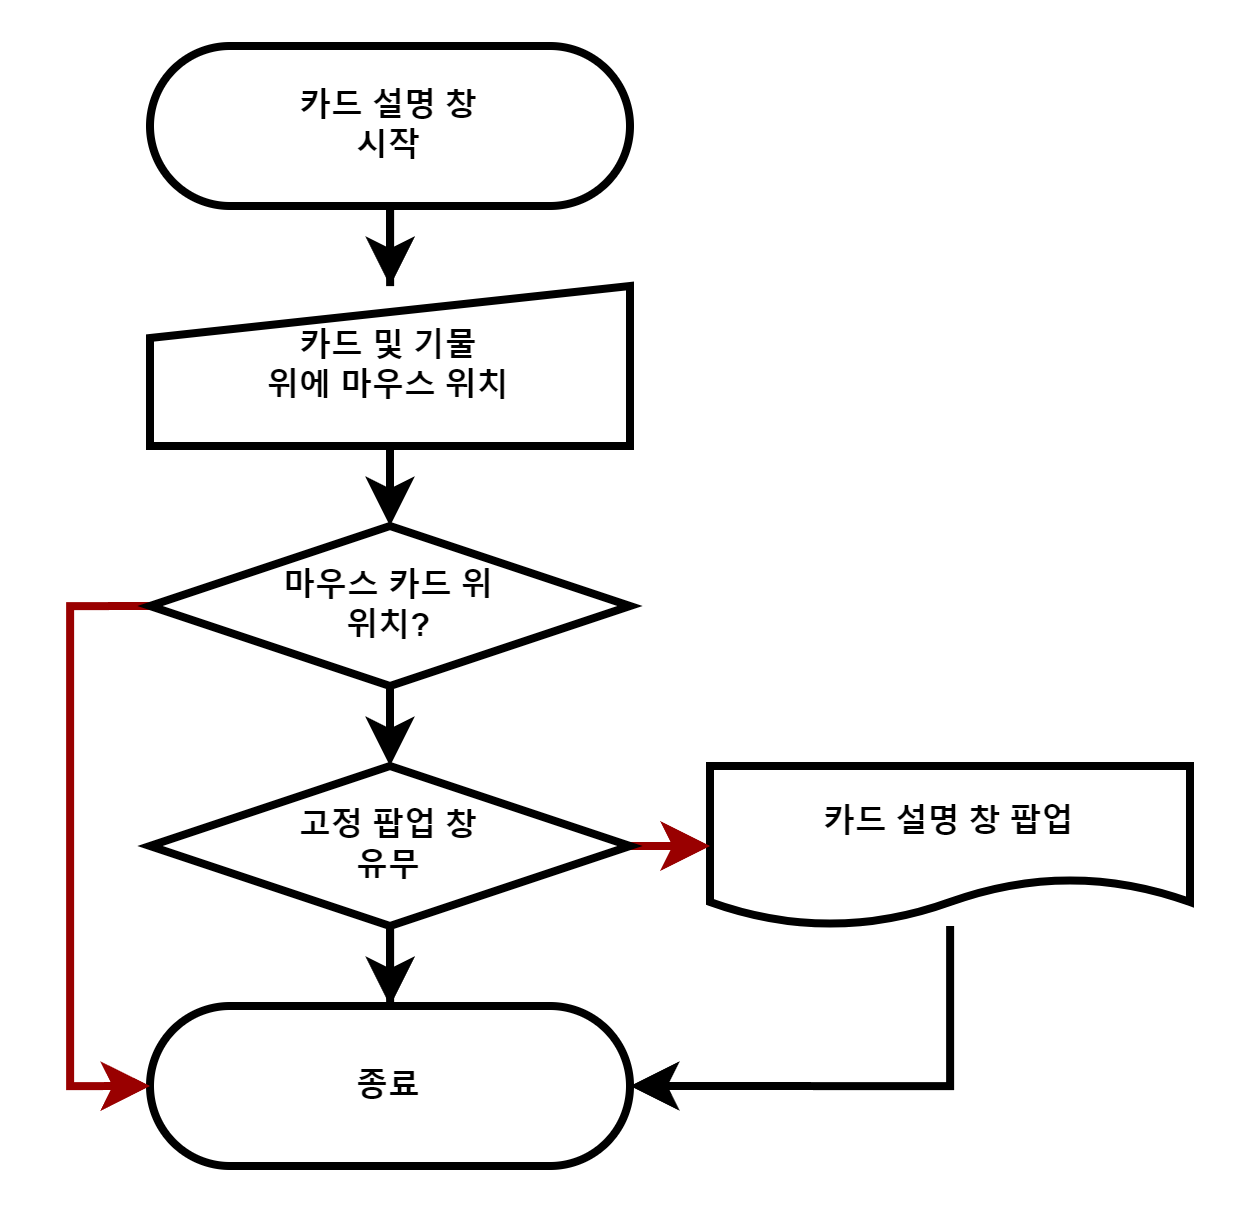 카드 설명 창
시작
카드 및 기물
위에 마우스 위치
마우스 카드 위
위치?
고정 팝업 창
유무
카드 설명 창 팝업
종료